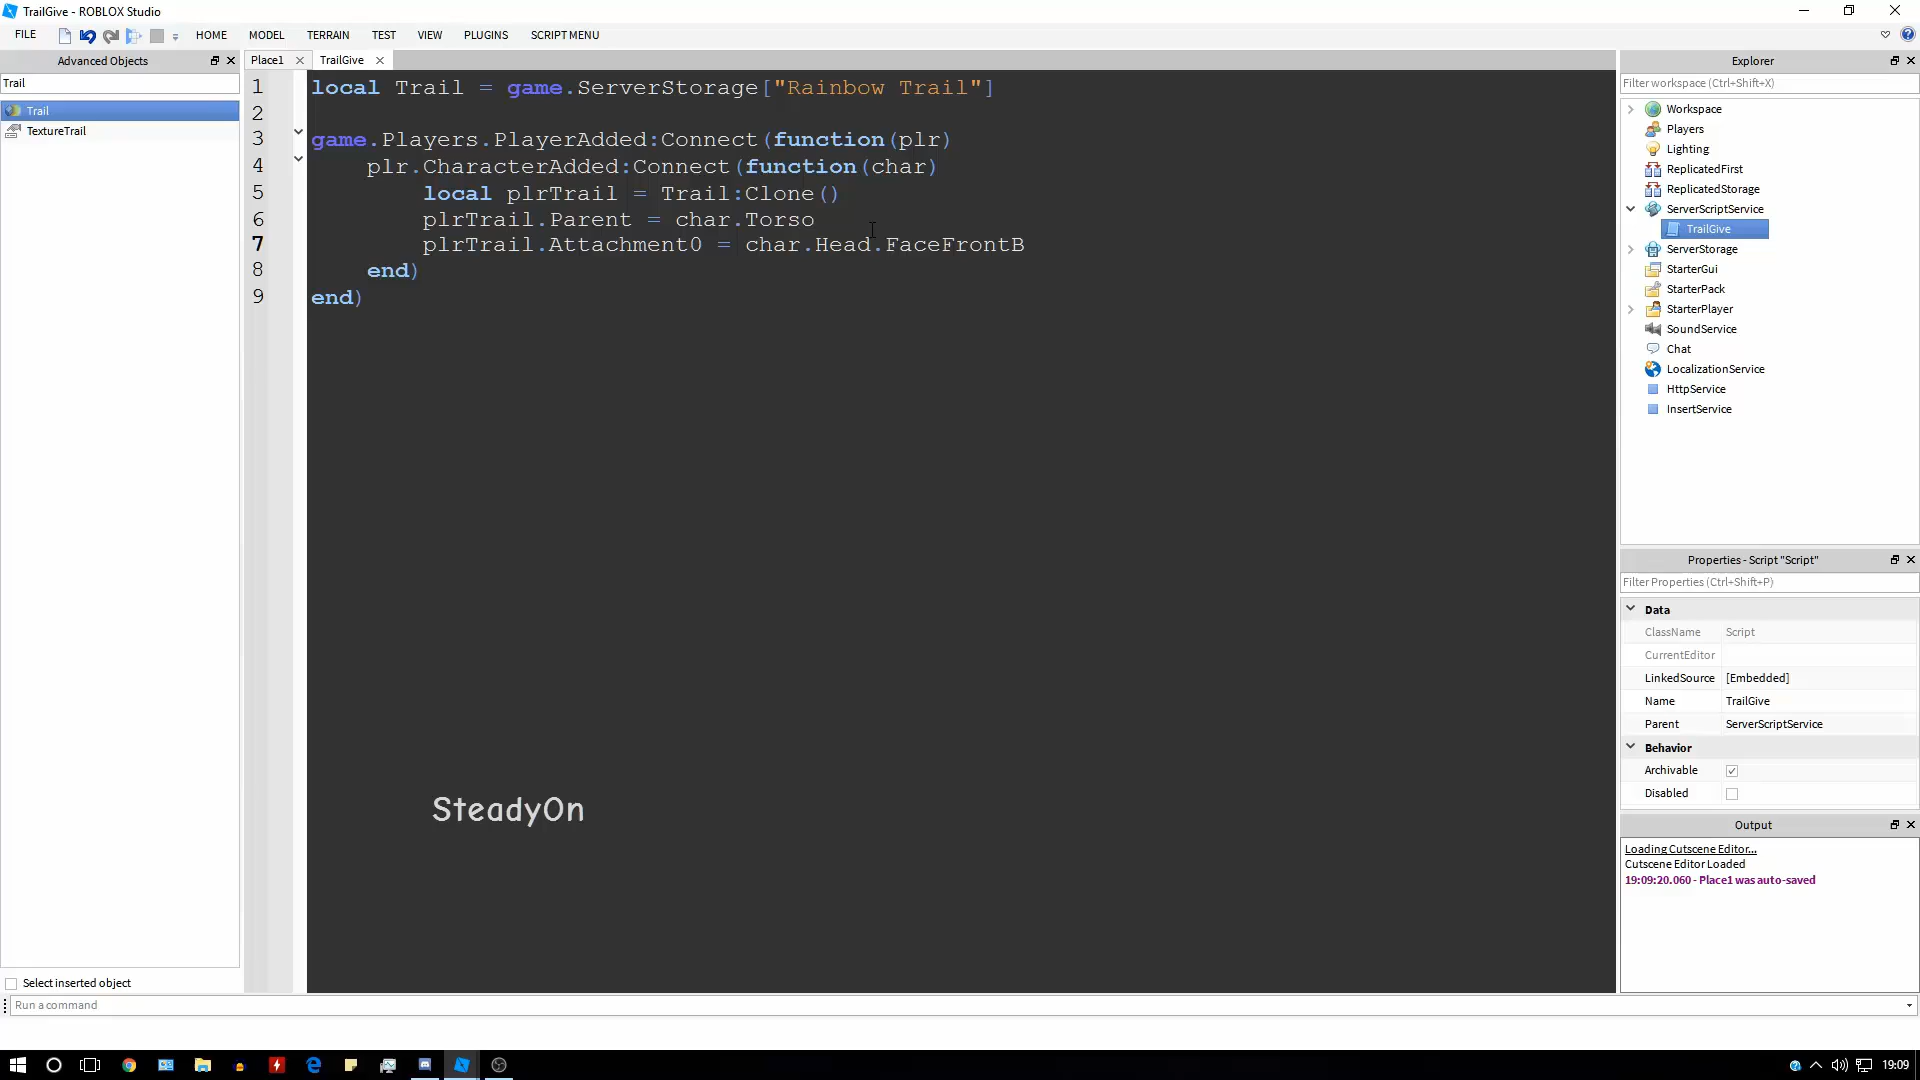 TrailGive - ROBLOX Studio
FILE HOME MODEL TERRAIN TEST VIEW PLUGINS SCRIPT MENU
Advanced Objects
Trail
Trail
TextureTrail
Select inserted object
Place1 TrailGive
1 local Trail = game.ServerStorage["Rainbow Trail"]
2
3 game.Players.PlayerAdded:Connect(function(plr)
4 plr.CharacterAdded:Connect(function(char)
5 local plrTrail = Trail:Clone()
6 plrTrail.Parent = char.Torso
7 plrTrail.Attachment0 = char.Head.FaceFrontB
8 end)
9 end)
SteadyOn
Explorer
Filter workspace (Ctrl+Shift+X)
Workspace
Players
Lighting
ReplicatedFirst
ReplicatedStorage
ServerScriptService
TrailGive
ServerStorage
StarterGui
StarterPack
StarterPlayer
SoundService
Chat
LocalizationService
HttpService
InsertService
Properties - Script "Script"
Filter Properties (Ctrl+Shift+P)
Data
ClassName Script
CurrentEditor
LinkedSource [Embedded]
Name TrailGive
Parent ServerScriptService
Behavior
Archivable
Disabled
Output
Loading Cutscene Editor...
Cutscene Editor Loaded
19:09:20.060 - Place1 was auto-saved
Run a command
19:09